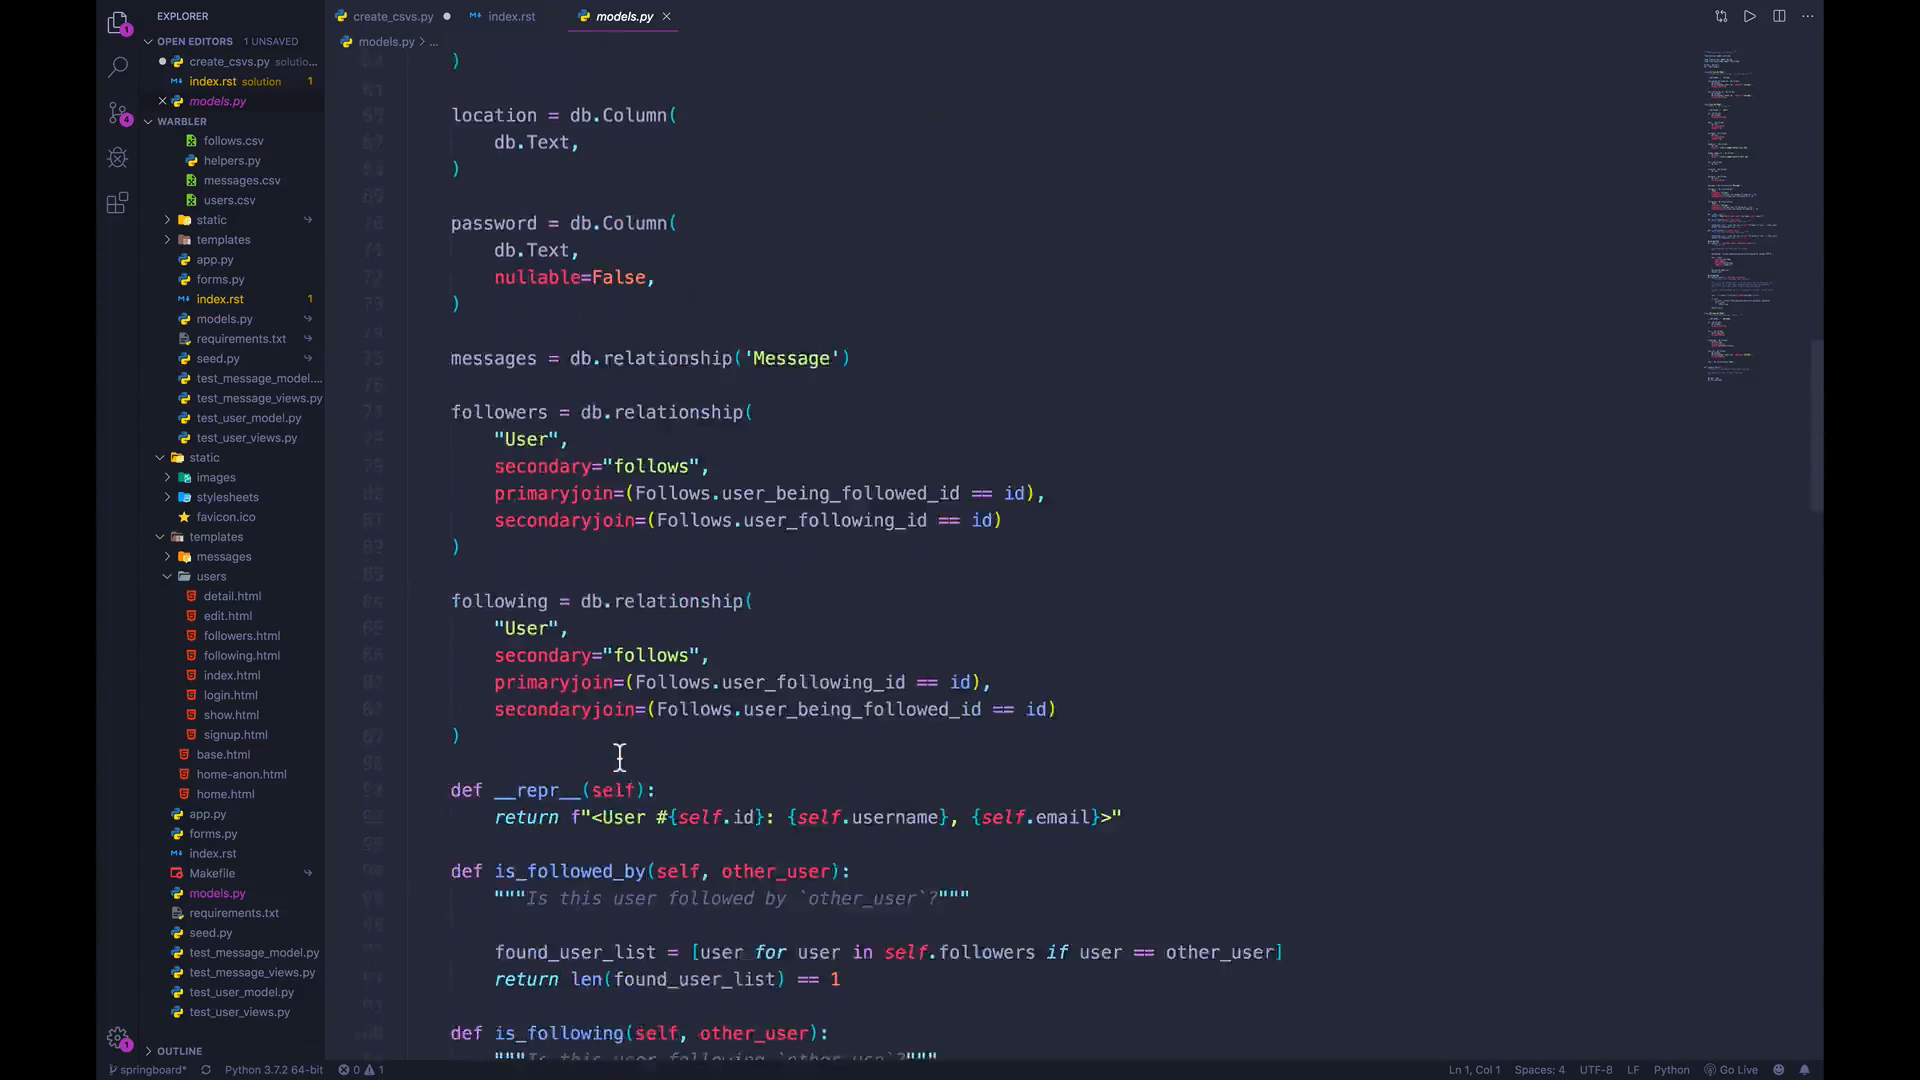 EXPLORER
create_csvs.py
index.rst
models.py
OPEN EDITORS 1 UNSAVED
models.py > ...
create_csvs.py solutio...
index.rst solution 1
models.py
WARBLER
follows.csv
helpers.py
messages.csv
users.csv
static
templates
app.py
forms.py
index.rst 1
models.py
requirements.txt
seed.py
test_message_model....
test_message_views.py
test_user_model.py
test_user_views.py
static
images
stylesheets
favicon.ico
templates
messages
users
detail.html
edit.html
followers.html
following.html
index.html
login.html
show.html
signup.html
base.html
home-anon.html
home.html
app.py
forms.py
index.rst
Makefile
models.py
requirements.txt
seed.py
test_message_model.py
test_message_views.py
test_user_model.py
test_user_views.py
OUTLINE
)
location = db.Column(
db.Text,
)
password = db.Column(
db.Text,
nullable=False,
)
messages = db.relationship('Message')
followers = db.relationship(
"User",
secondary="follows",
primaryjoin=(Follows.user_being_followed_id == id),
secondaryjoin=(Follows.user_following_id == id)
)
following = db.relationship(
"User",
secondary="follows",
primaryjoin=(Follows.user_following_id == id),
secondaryjoin=(Follows.user_being_followed_id == id)
)
def __repr__(self):
return f"<User #{self.id}: {self.username}, {self.email}>"
def is_followed_by(self, other_user):
"""Is this user followed by `other_user`?"""
found_user_list = [user for user in self.followers if user == other_user]
return len(found_user_list) == 1
def is_following(self, other_user):
springboard* Python 3.7.2 64-bit 0 1 Ln 1, Col 1 Spaces: 4 UTF-8 LF Python Go Live